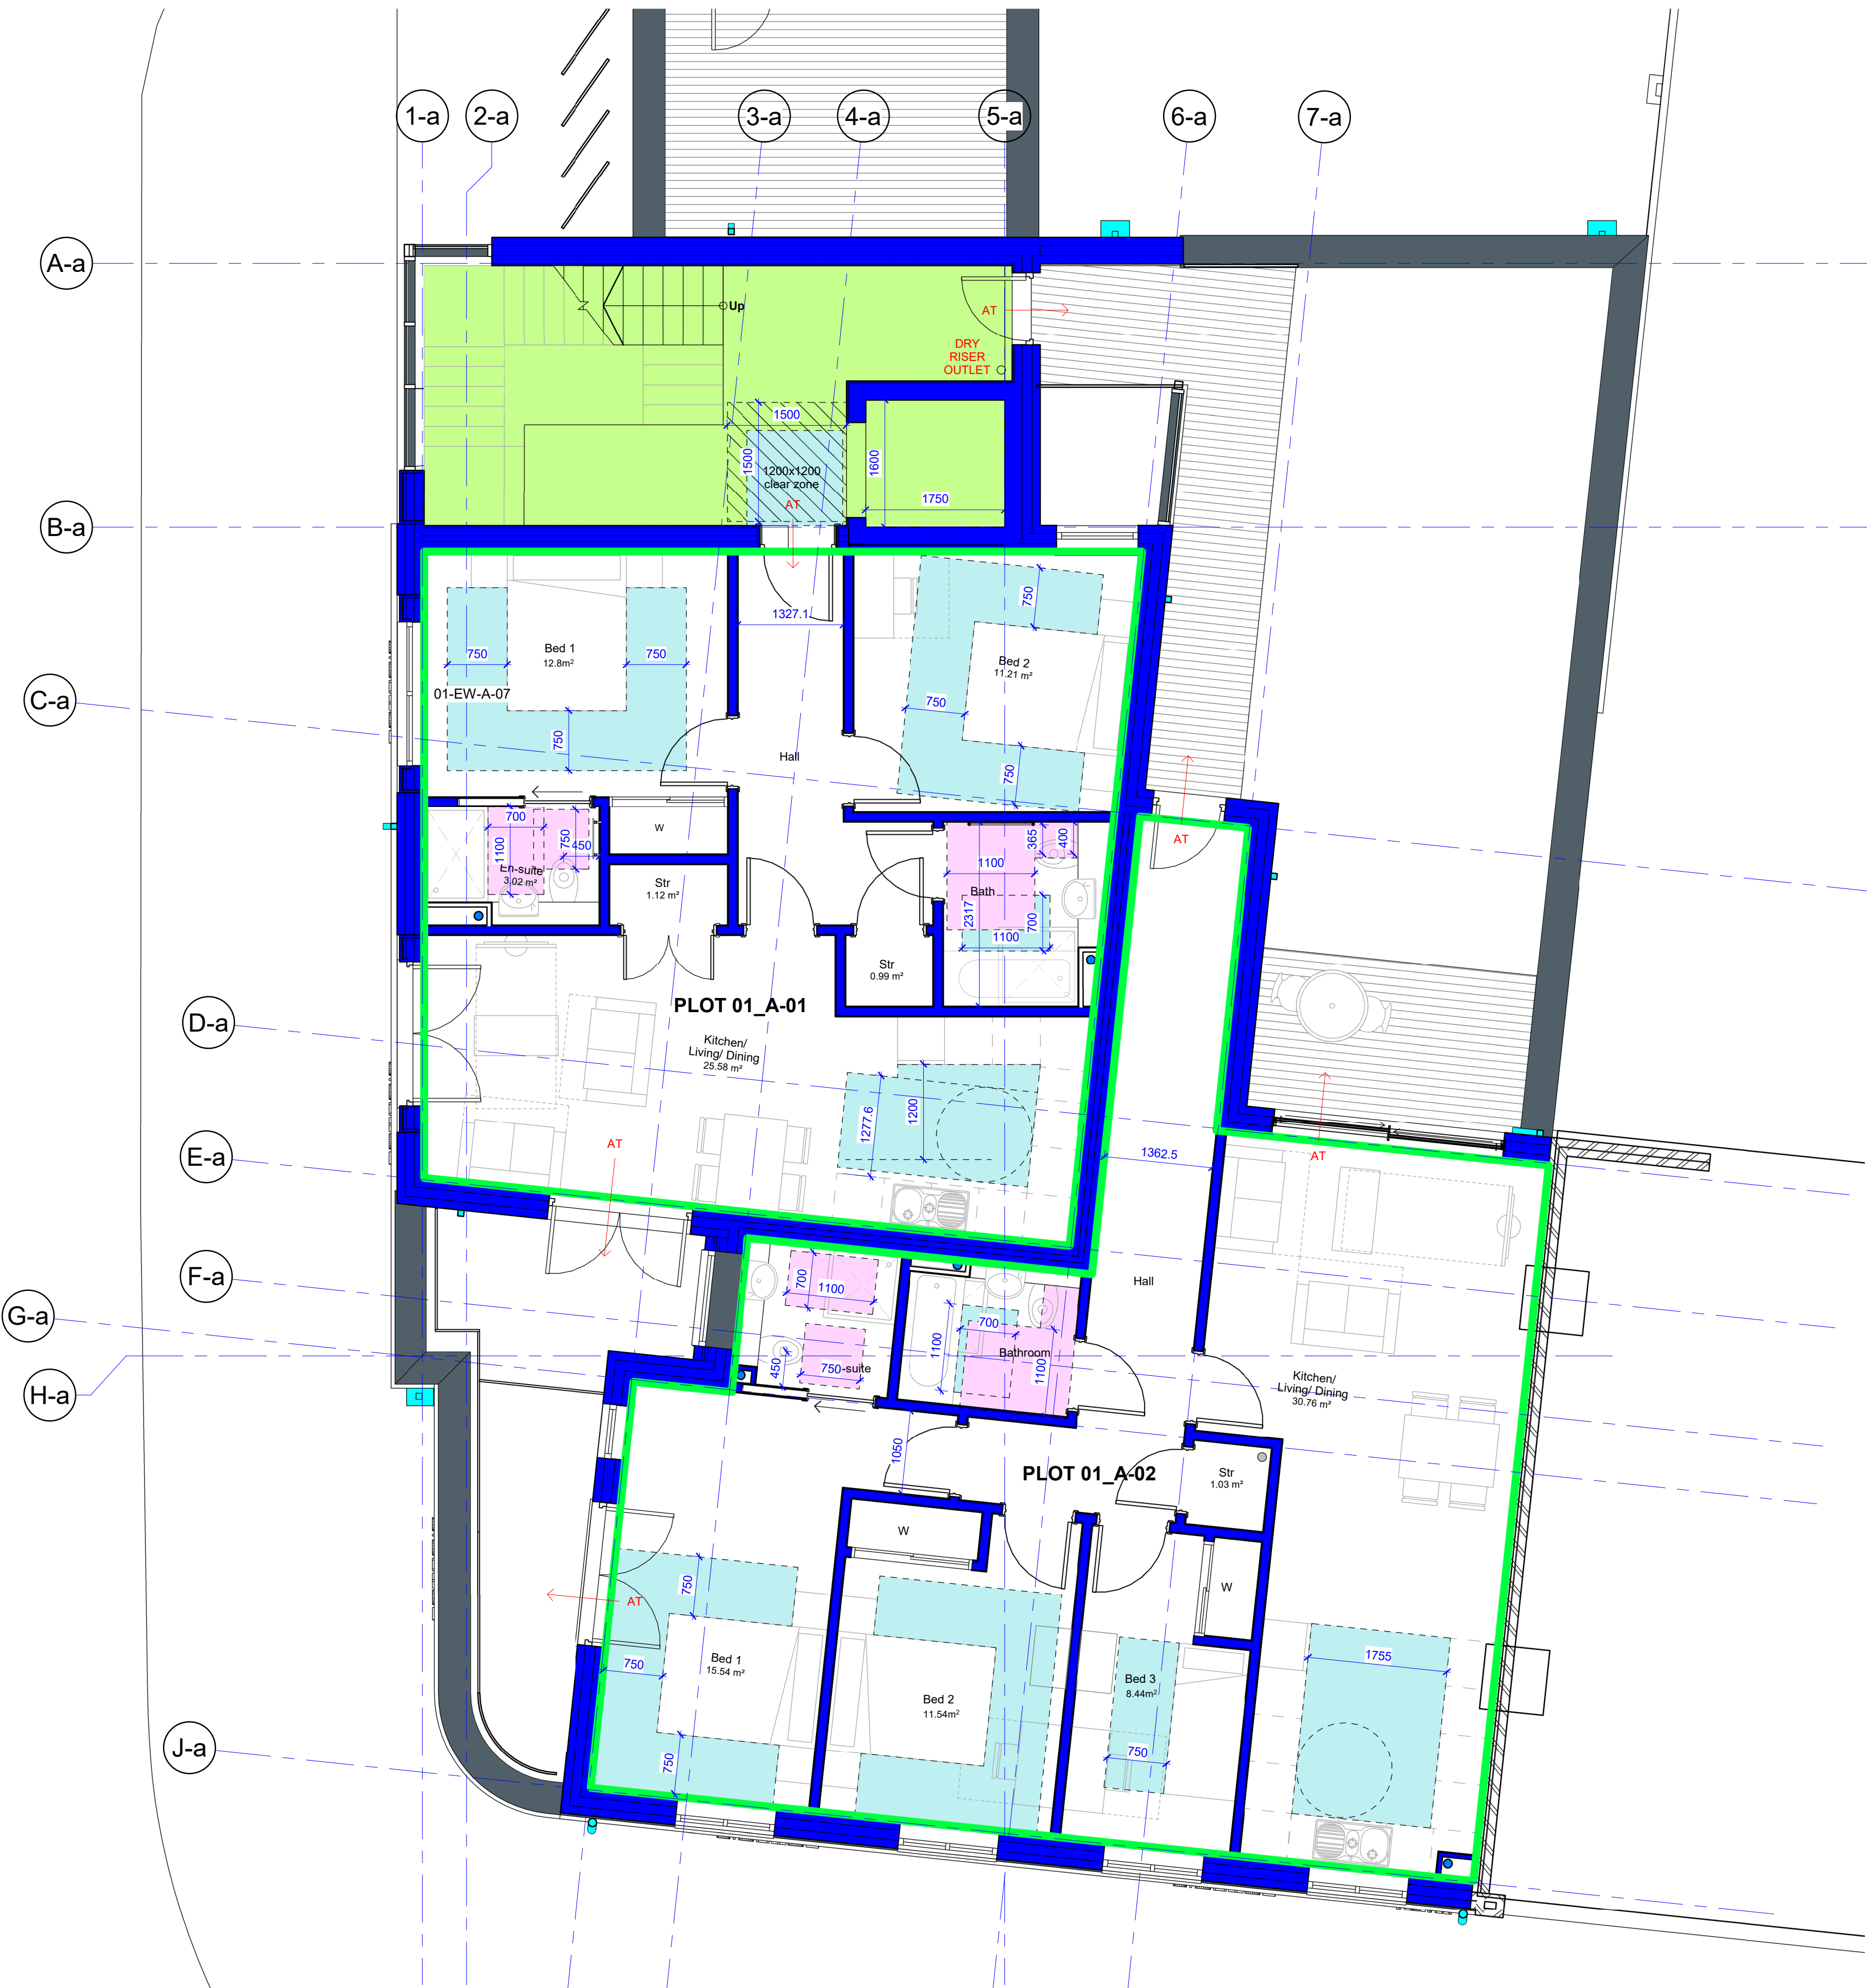 1-a
2-a
3-a
4-a
5-a
6-a
7-a
A-a
Up
AT
DRY
RISER
OUTLET
1500
1500
1600
1200x1200
clear zone
1750
AT
B-a
1327.1
750
750
750
Bed 1
12.8m²
750
Bed 2
11.21 m²
01-EW-A-07
C-a
750
750
Hall
750
W
700
1100
750
450
En-suite
3.02 m²
Str
1.12 m²
365
400
1100
Bath
2317
700
1100
AT
Str
0.99 m²
PLOT 01_A-01
D-a
Kitchen/
Living/ Dining
25.58 m²
1277.6
1200
E-a
AT
1362.5
AT
F-a
700
1100
Hall
G-a
700
1100
1100
Bathroom
450
750
-suite
H-a
Kitchen/
Living/ Dining
30.76 m²
1050
PLOT 01_A-02
Str
1.03 m²
W
W
750
AT
750
Bed 1
15.54 m²
Bed 2
11.54m²
Bed 3
8.44m²
1755
750
750
J-a